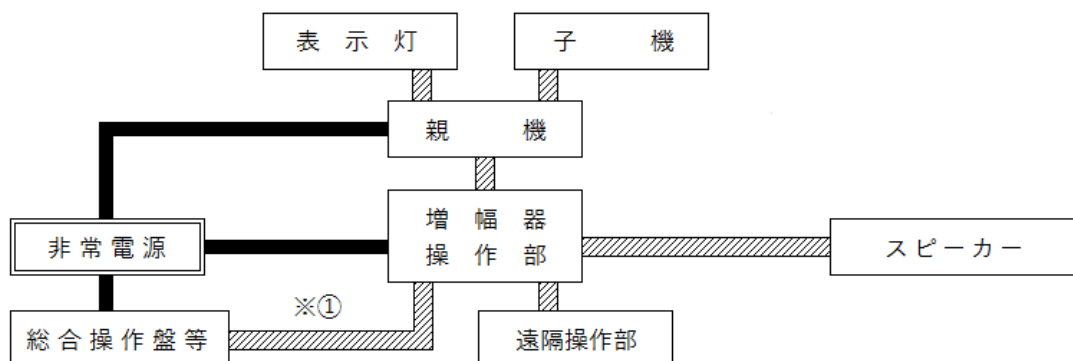 表示灯
子機
親機
増幅器
操作部
非常電源
スピーカー
※①
総合操作盤等
遠隔操作部